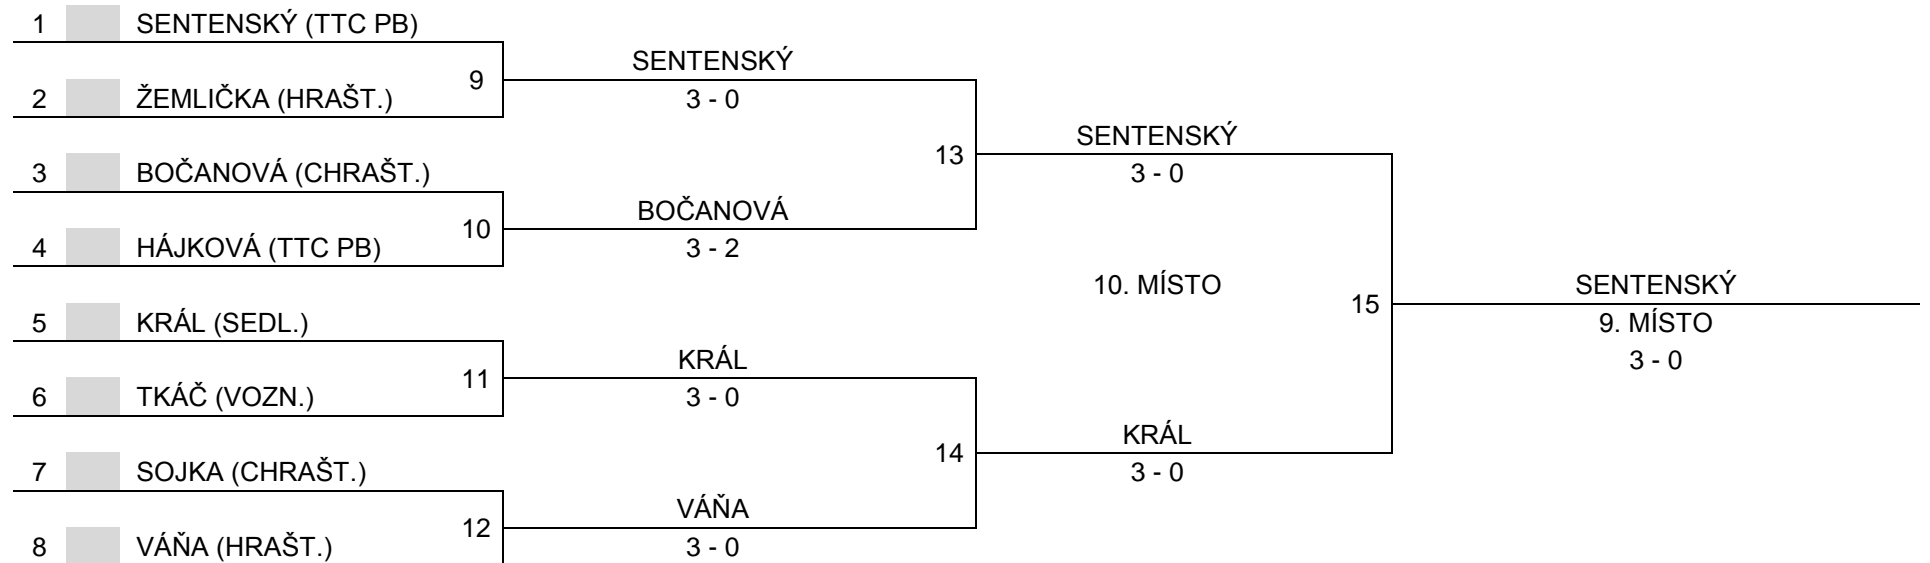 1 SENTENSKÝ (TTC PB)
2 ŽEMLIČKA (HRAŠT.)
3 BOČANOVÁ (CHRAŠT.)
4 HÁJKOVÁ (TTC PB)
5 KRÁL (SEDL.)
6 TKÁČ (VOZN.)
7 SOJKA (CHRAŠT.)
8 VÁŇA (HRAŠT.)
9
10
11
12
SENTENSKÝ
3 - 0
BOČANOVÁ
3 - 2
KRÁL
3 - 0
VÁŇA
3 - 0
13
14
SENTENSKÝ
3 - 0
10. MÍSTO
KRÁL
3 - 0
15
SENTENSKÝ
9. MÍSTO
3 - 0